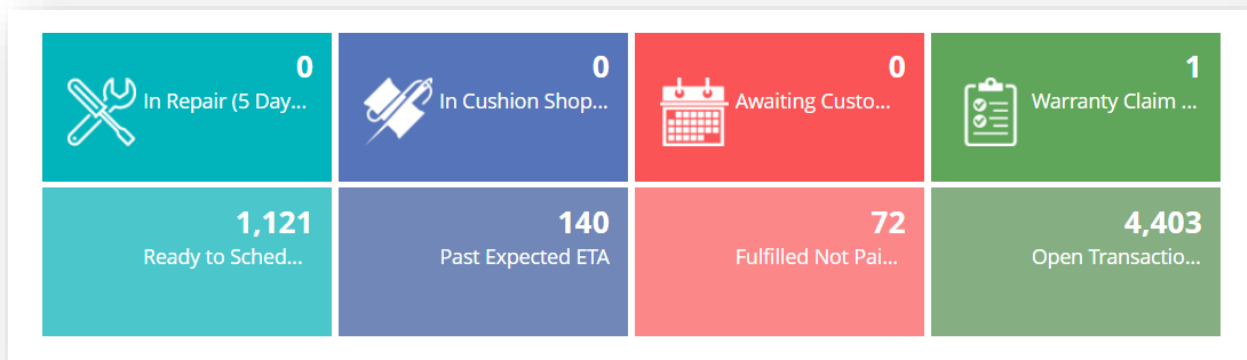 0
In Repair (5 Day...
0
In Cushion Shop...
0
Awaiting Custo...
1
Warranty Claim ...
1,121
Ready to Sched...
140
Past Expected ETA
72
Fulfilled Not Pai...
4,403
Open Transactio...